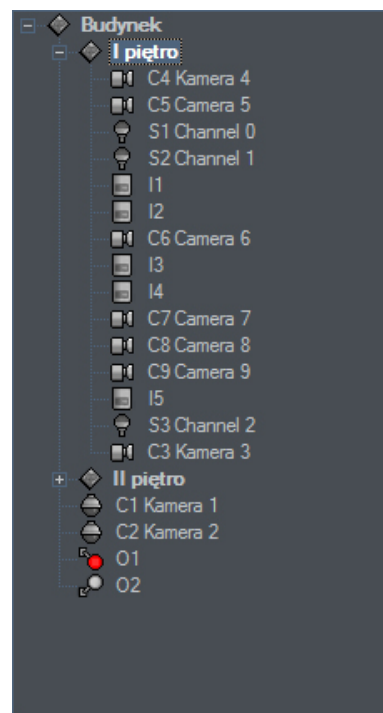 Budynek
I piętro
C4 Kamera 4
C5 Camera 5
S1 Channel 0
S2 Channel 1
I1
I2
C6 Camera 6
I3
I4
C7 Camera 7
C8 Camera 8
C9 Camera 9
I5
S3 Channel 2
C3 Kamera 3
II piętro
C1 Kamera 1
C2 Kamera 2
O1
O2